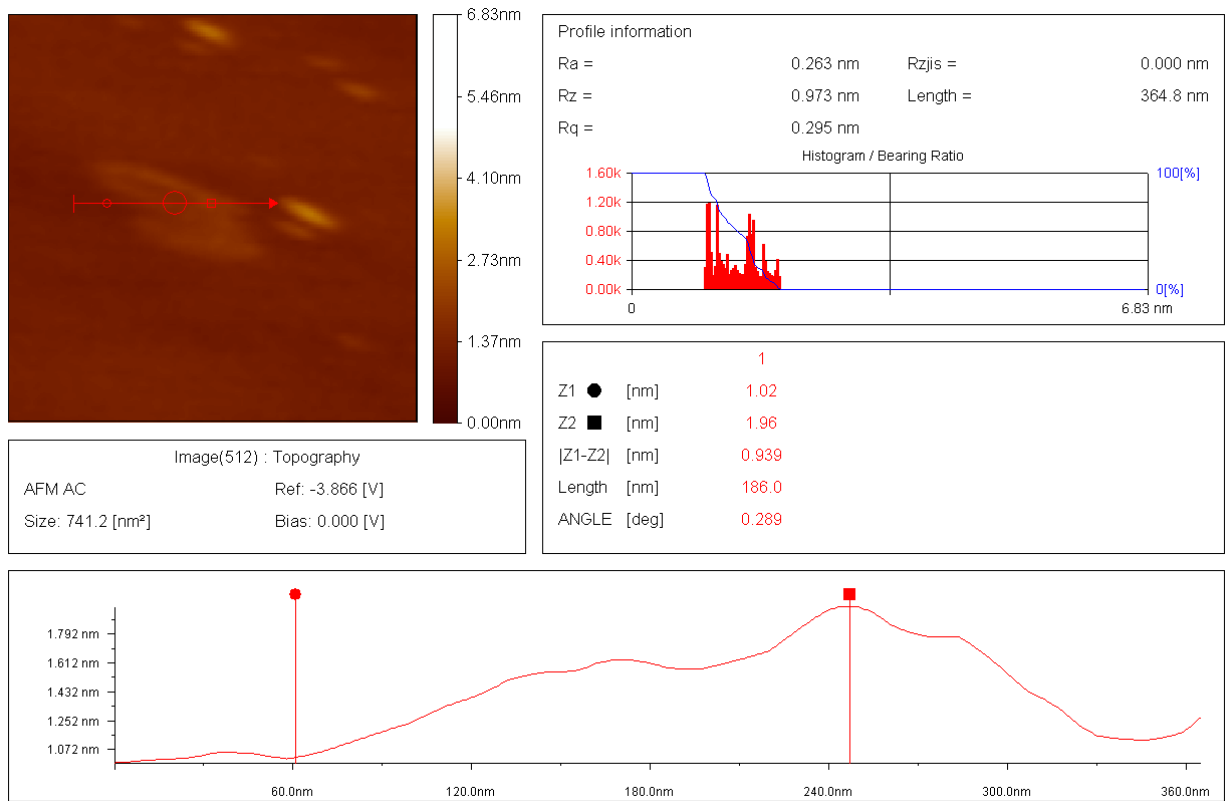 6.83nm
5.46nm
4.10nm
2.73nm
1.37nm
0.00nm
Profile information
Ra = 0.263 nm Rzjis = 0.000 nm
Rz = 0.973 nm Length = 364.8 nm
Rq = 0.295 nm
Histogram / Bearing Ratio
1.60k 100[%]
1.20k
0.80k
0.40k
0.00k 0[%]
0 6.83 nm
1
Z1 ● [nm] 1.02
Z2 ■ [nm] 1.96
|Z1-Z2| [nm] 0.939
Length [nm] 186.0
ANGLE [deg] 0.289
Image(512) : Topography
AFM AC Ref: -3.866 [V]
Size: 741.2 [nm²] Bias: 0.000 [V]
1.792 nm
1.612 nm
1.432 nm
1.252 nm
1.072 nm
60.0nm 120.0nm 180.0nm 240.0nm 300.0nm 360.0nm